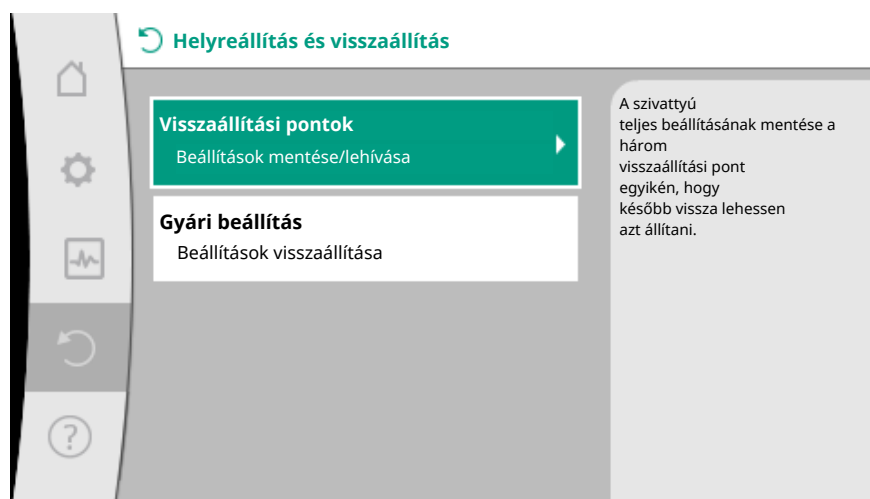 Helyreállítás és visszaállítás
Visszaállítási pontok
Beállítások mentése/lehívása
Gyári beállítás
Beállítások visszaállítása
A szivattyú
teljes beállításának mentése a
három
visszaállítási pont
egyikén, hogy
később vissza lehessen
azt állítani.
?